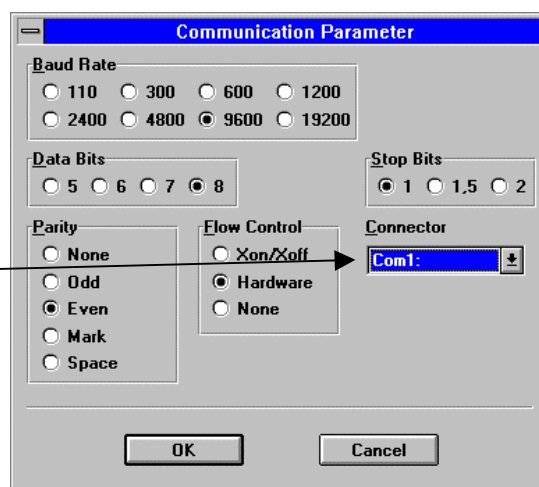 Communication Parameter
Baud Rate
110 300 600 1200
2400 4800 9600 19200
Data Bits
5 6 7 8
Stop Bits
1 1,5 2
Parity
None
Odd
Even
Mark
Space
Flow Control
Xon/Xoff
Hardware
None
Connector
Com1:
OK Cancel